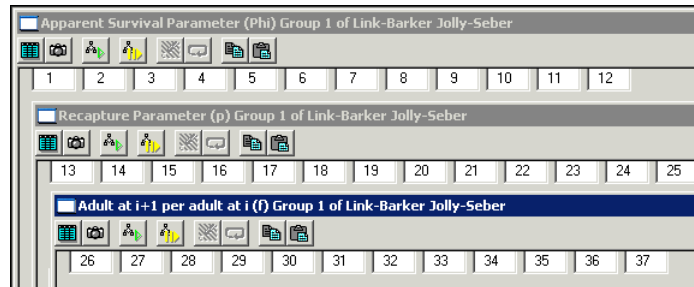 Apparent Survival Parameter (Phi) Group 1 of Link-Barker Jolly-Seber
1 2 3 4 5 6 7 8 9 10 11 12
Recapture Parameter (p) Group 1 of Link-Barker Jolly-Seber
13 14 15 16 17 18 19 20 21 22 23 24 25
Adult at i+1 per adult at i (f) Group 1 of Link-Barker Jolly-Seber
26 27 28 29 30 31 32 33 34 35 36 37